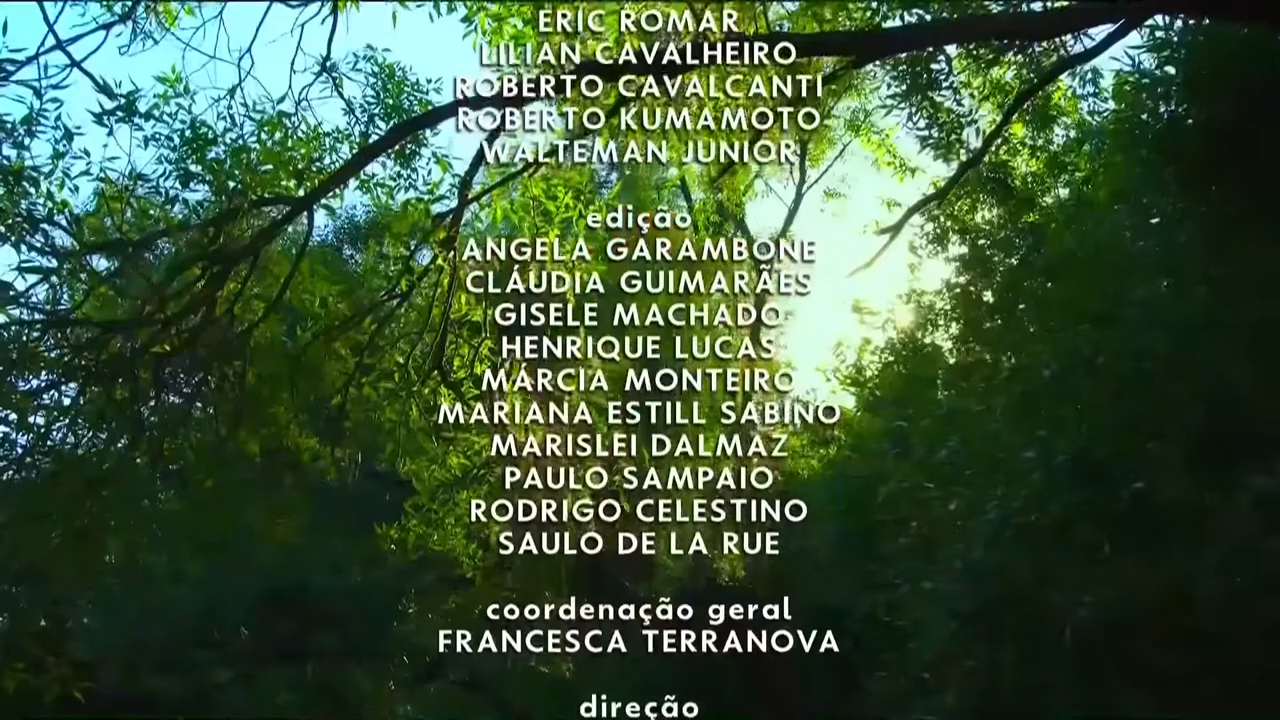 ERIC ROMAR
LILIAN CAVALHEIRO
ROBERTO CAVALCANTI
ROBERTO KUMAMOTO
WALTEMAN JUNIOR
edição
ANGELA GARAMBONE
CLÁUDIA GUIMARÃES
GISELE MACHADO
HENRIQUE LUCAS
MÁRCIA MONTEIRO
MARIANA ESTILL SABINO
MARISLEI DALMAZ
PAULO SAMPAIO
RODRIGO CELESTINO
SAULO DE LA RUE
coordenação geral
FRANCESCA TERRANOVA
direção